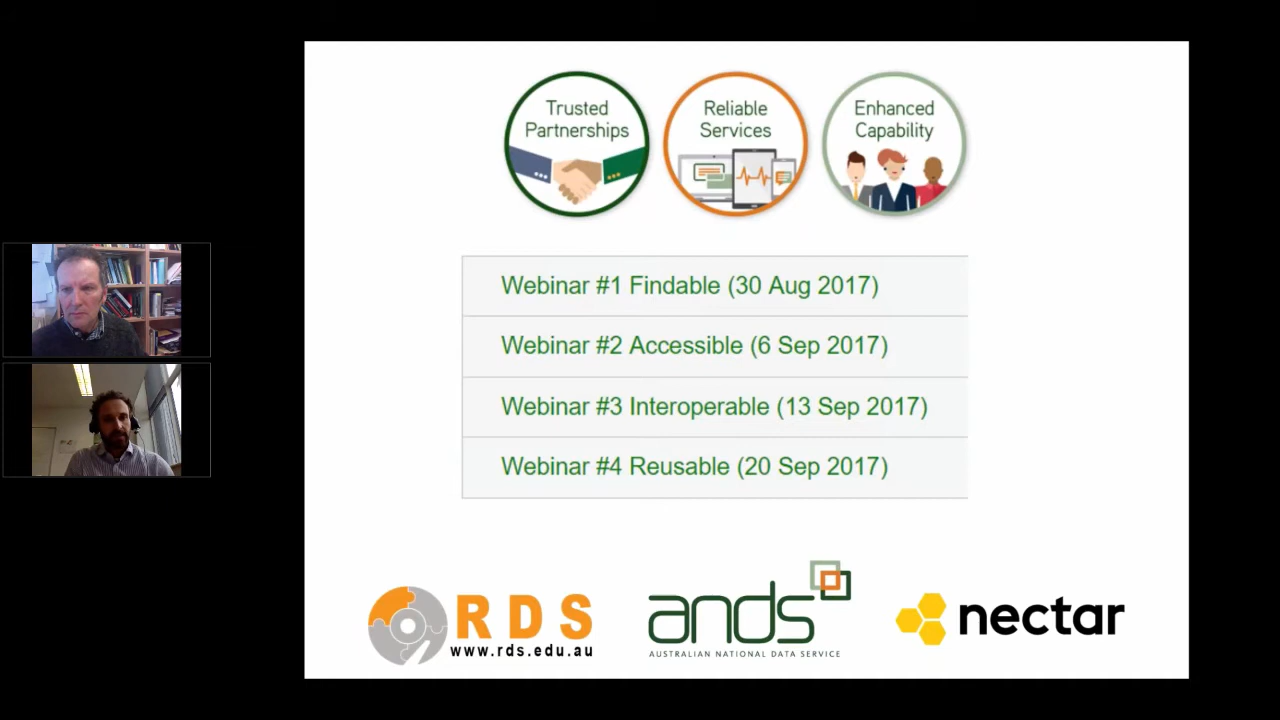 Trusted
Partnerships
Reliable
Services
Enhanced
Capability
Webinar #1 Findable (30 Aug 2017)
Webinar #2 Accessible (6 Sep 2017)
Webinar #3 Interoperable (13 Sep 2017)
Webinar #4 Reusable (20 Sep 2017)
RDS
www.rds.edu.au
ands
AUSTRALIAN NATIONAL DATA SERVICE
nectar